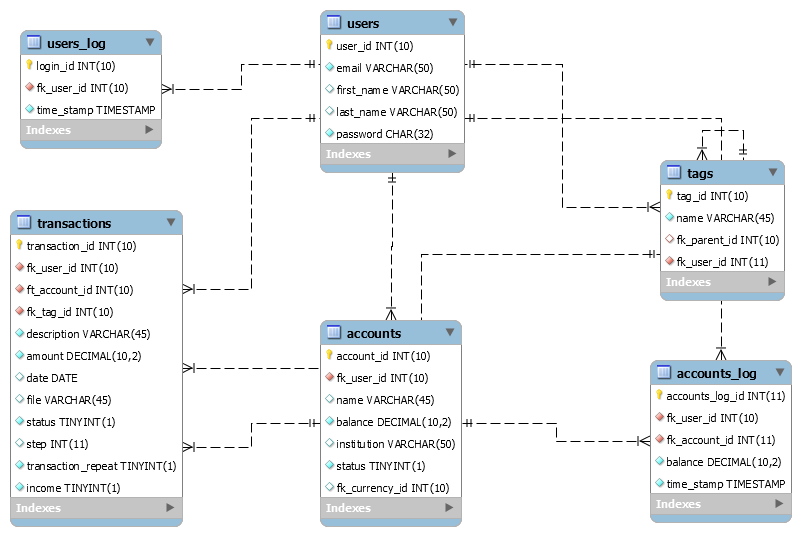 users_log
login_id INT(10)
fk_user_id INT(10)
time_stamp TIMESTAMP
Indexes
users
user_id INT(10)
email VARCHAR(50)
first_name VARCHAR(50)
last_name VARCHAR(50)
password CHAR(32)
Indexes
tags
tag_id INT(10)
name VARCHAR(45)
fk_parent_id INT(10)
fk_user_id INT(11)
Indexes
transactions
transaction_id INT(10)
fk_user_id INT(10)
ft_account_id INT(10)
fk_tag_id INT(10)
description VARCHAR(45)
amount DECIMAL(10,2)
date DATE
file VARCHAR(45)
status TINYINT(1)
step INT(11)
transaction_repeat TINYINT(1)
income TINYINT(1)
Indexes
accounts
account_id INT(10)
fk_user_id INT(10)
name VARCHAR(45)
balance DECIMAL(10,2)
institution VARCHAR(50)
status TINYINT(1)
fk_currency_id INT(10)
Indexes
accounts_log
accounts_log_id INT(11)
fk_user_id INT(10)
fk_account_id INT(11)
balance DECIMAL(10,2)
time_stamp TIMESTAMP
Indexes